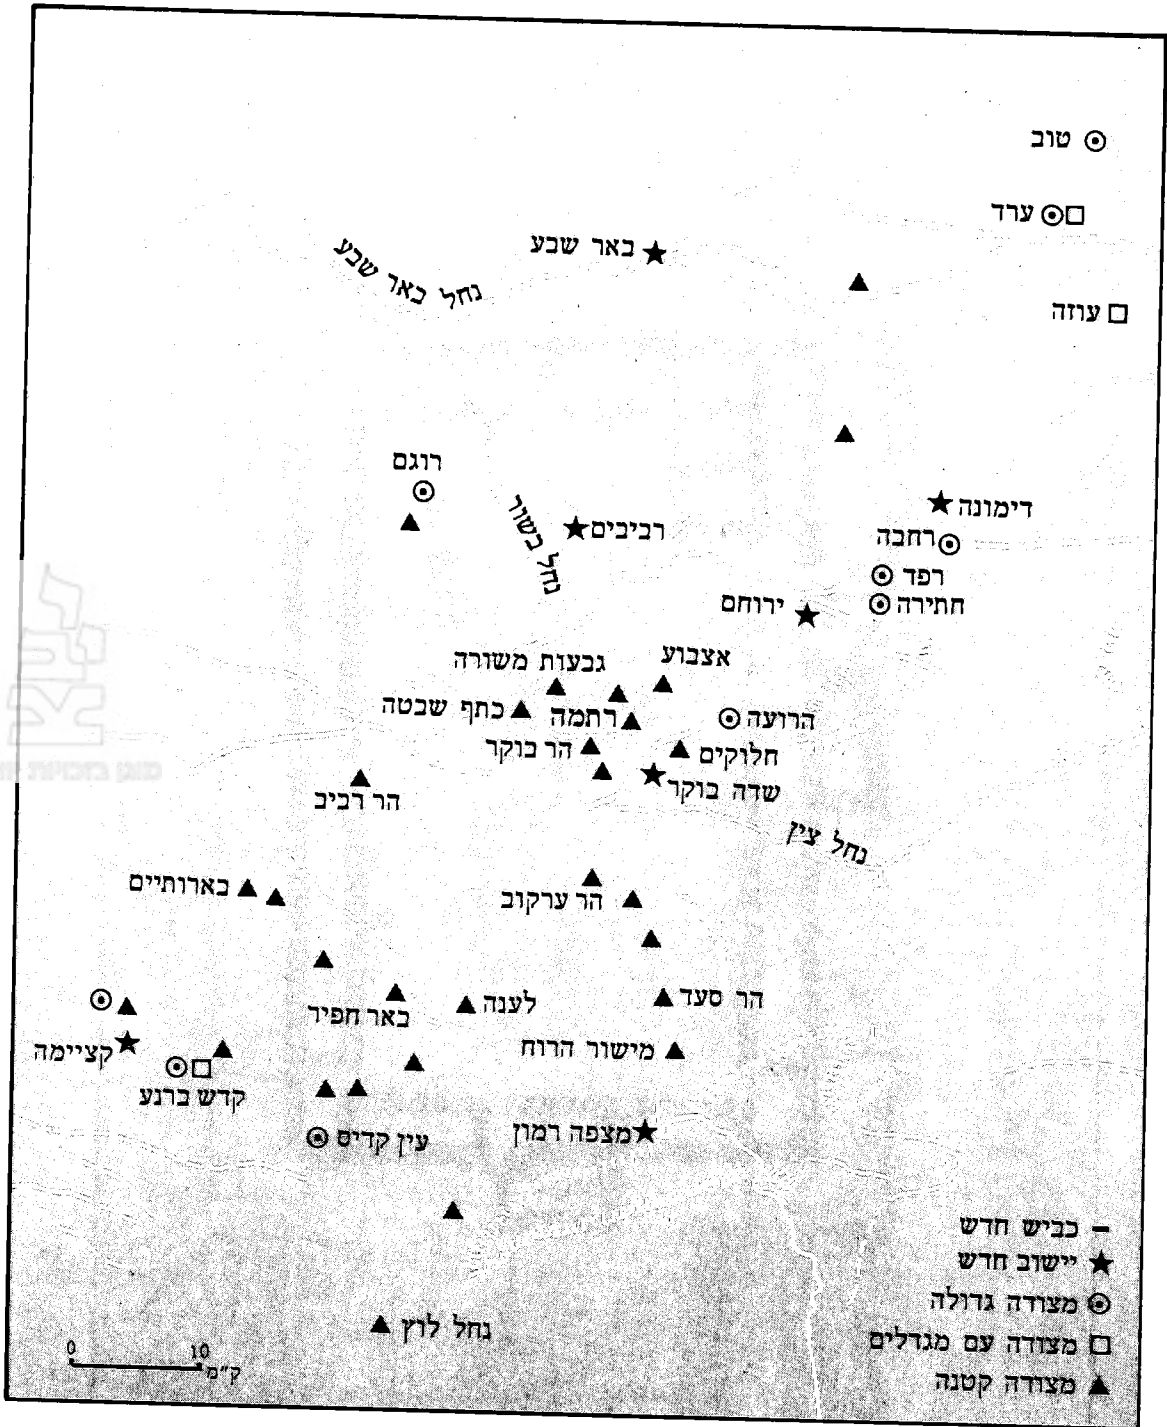 טוב
ערד
באר שבע
נחל באר שבע
ערוזה
רוגם
נחל בשור
רביבים
דימונה
רחבה
רפד
חתירה
ירוחם
אצבוע
גבעות משורה
כתף שבטה
רתמה
הרועה
הר בוקר
חלוקים
שדה בוקר
הר רביב
נחל צין
בארותיים
הר ערקוב
הר סעד
לענה
באר חפיר
מישור הרוח
קציימה
קדש ברנע
עין קדיס
מצפה רמון
נחל לוץ
כביש חדש
יישוב חדש
מצודה גדולה
מצודה עם מגדלים
מצודה קטנה
0 10
ק"מ